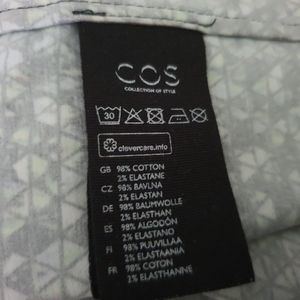 COS
COLLECTION OF STYLE
30
clevercare.info
GB 98% COTTON
2% ELASTANE
CZ 98% BAVLNA
2% ELASTAN
DE 98% BAUMWOLLE
2% ELASTHAN
ES 98% ALGODÓN
2% ELASTANO
FI 98% PUUVILLAA
2% ELASTAANIA
FR 98% COTON
2% ELASTHANNE